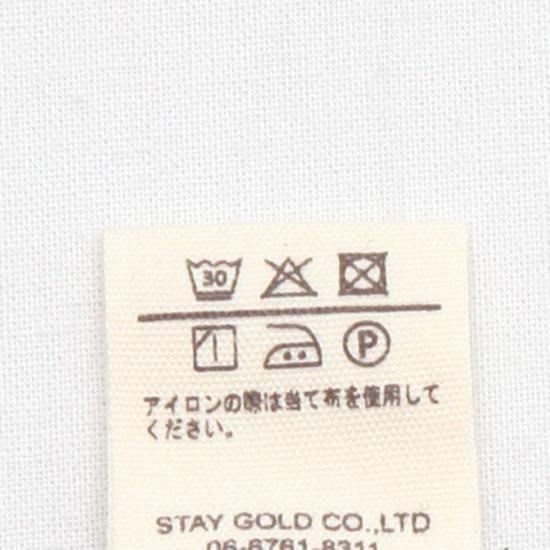 30
P
アイロンの際は当て布を使用して
ください。
STAY GOLD CO.,LTD
06-6761-8311